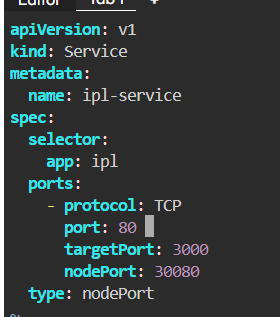 apiVersion: v1
kind: Service
metadata:
  name: ipl-service
spec:
  selector:
    app: ipl
  ports:
    - protocol: TCP
      port: 80
      targetPort: 3000
      nodePort: 30080
  type: nodePort